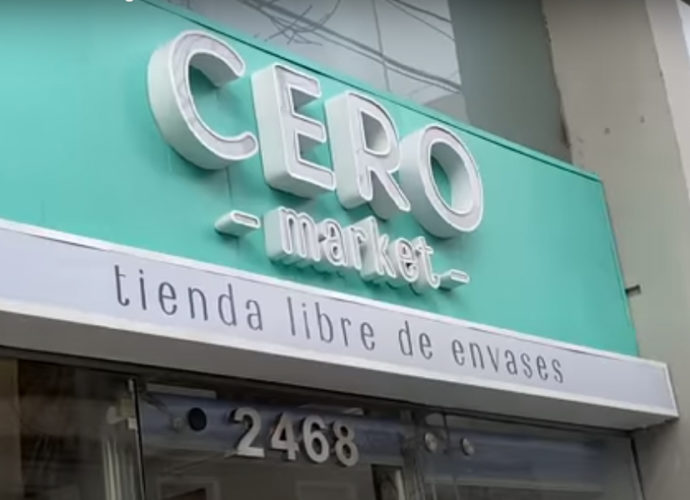 CERO
- market -
tienda libre de envases
2468